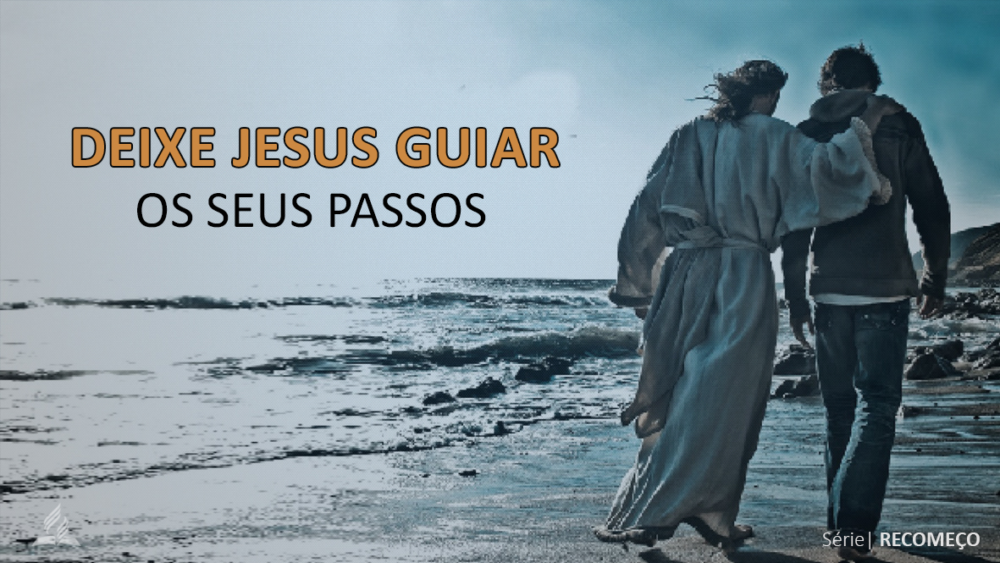 DEIXE JESUS GUIAR
OS SEUS PASSOS
Série| RECOMEÇO